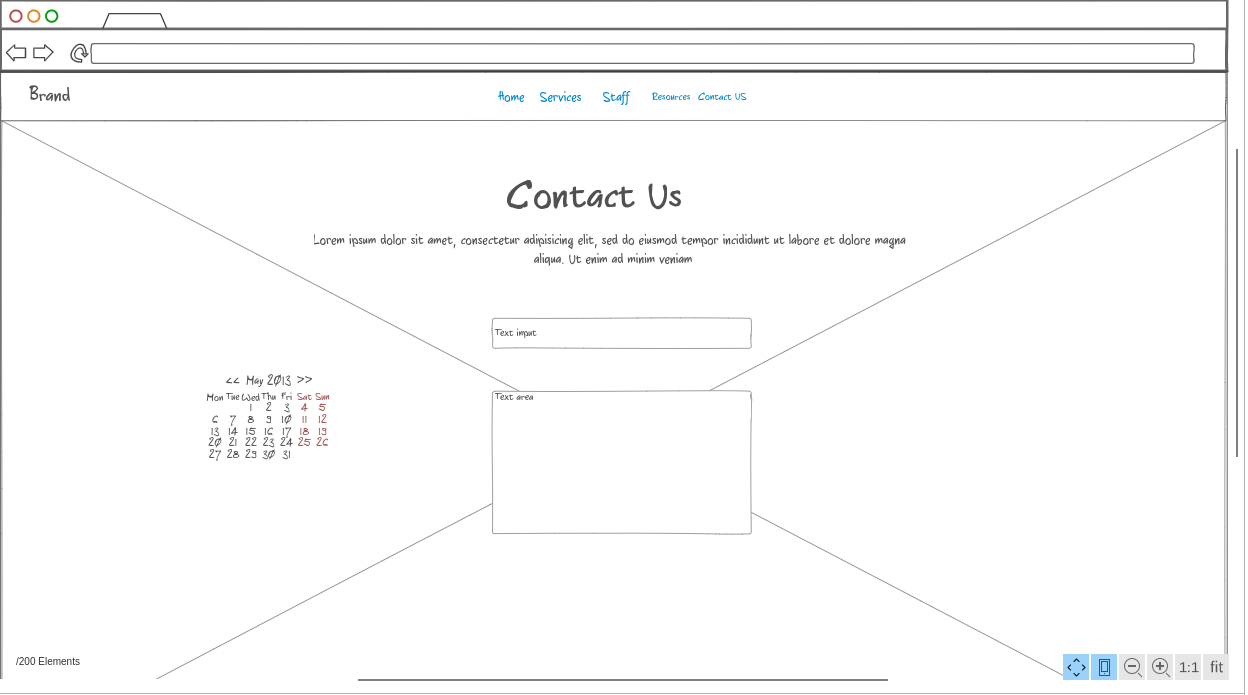 Brand
Home Services Staff Resources Contact US
Contact Us
Lorem ipsum dolor sit amet, consectetur adipisicing elit, sed do eiusmod tempor incididunt ut labore et dolore magna
aliqua. Ut enim ad minim veniam
Text input
<< May 2013 >>
Mon Tue Wed Thu Fri Sat Sun
1 2 3 4 5
6 7 8 9 10 11 12
13 14 15 16 17 18 19
20 21 22 23 24 25 26
27 28 29 30 31
Text area
/200 Elements
1:1 fit